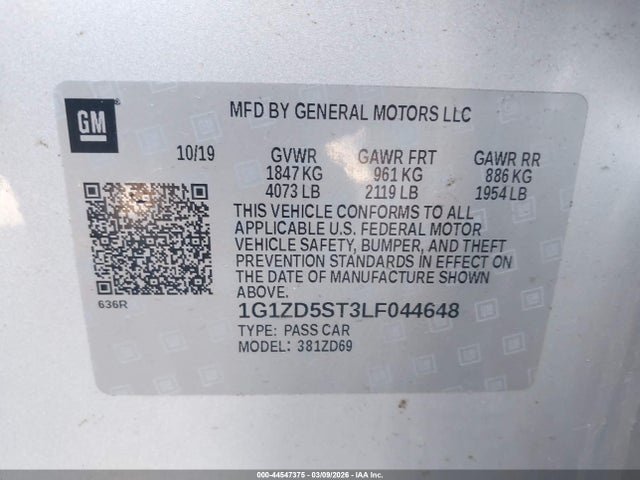 GM
MFD BY GENERAL MOTORS LLC
10/19 GVWR GAWR FRT GAWR RR
1847 KG 961 KG 886 KG
4073 LB 2119 LB 1954 LB
THIS VEHICLE CONFORMS TO ALL
APPLICABLE U.S. FEDERAL MOTOR
VEHICLE SAFETY, BUMPER, AND THEFT
PREVENTION STANDARDS IN EFFECT ON
THE DATE OF MANUFACTURE SHOWN
ABOVE.
636R
1G1ZD5ST3LF044648
TYPE: PASS CAR
MODEL: 381ZD69
000-44547375 - 03/09/2026 - IAA Inc.